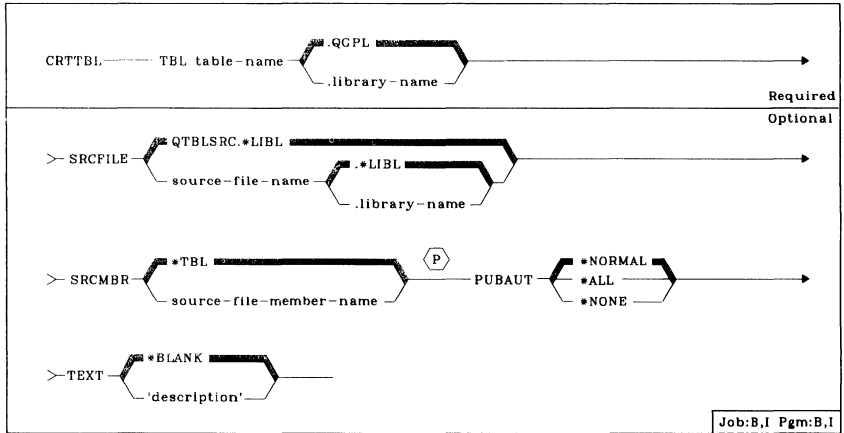 .QGPL
CRTTBL TBL table-name
.library-name
Required
Optional
QTBLSRC.*LIBL
SRCFILE
.*LIBL
source-file-name
.library-name
P
*TBL *NORMAL
SRCMBR PUBAUT *ALL
source-file-member-name *NONE
*BLANK
TEXT
'description'
Job:B,I Pgm:B,I